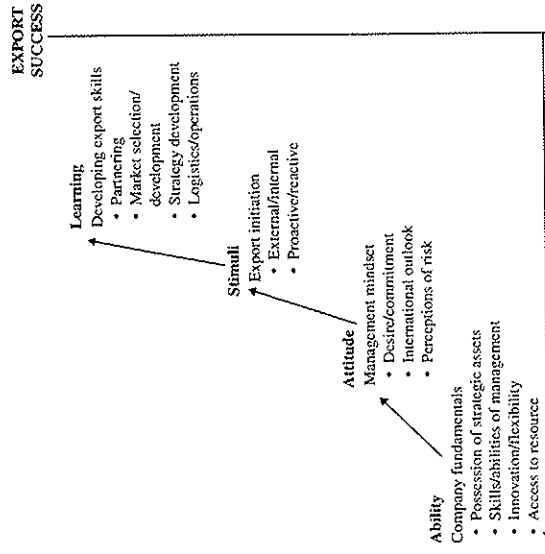 EXPORT
SUCCESS
Learning
Developing export skills
• Partnering
• Market selection/
development
• Strategy development
• Logistics/operations
Stimuli
Export initiation
• External/internal
• Proactive/reactive
Attitude
Management mindset
• Desire/commitment
• International outlook
• Perceptions of risk
Ability
Company fundamentals
• Possession of strategic assets
• Skills/abilities of management
• Innovation/flexibility
• Access to resource